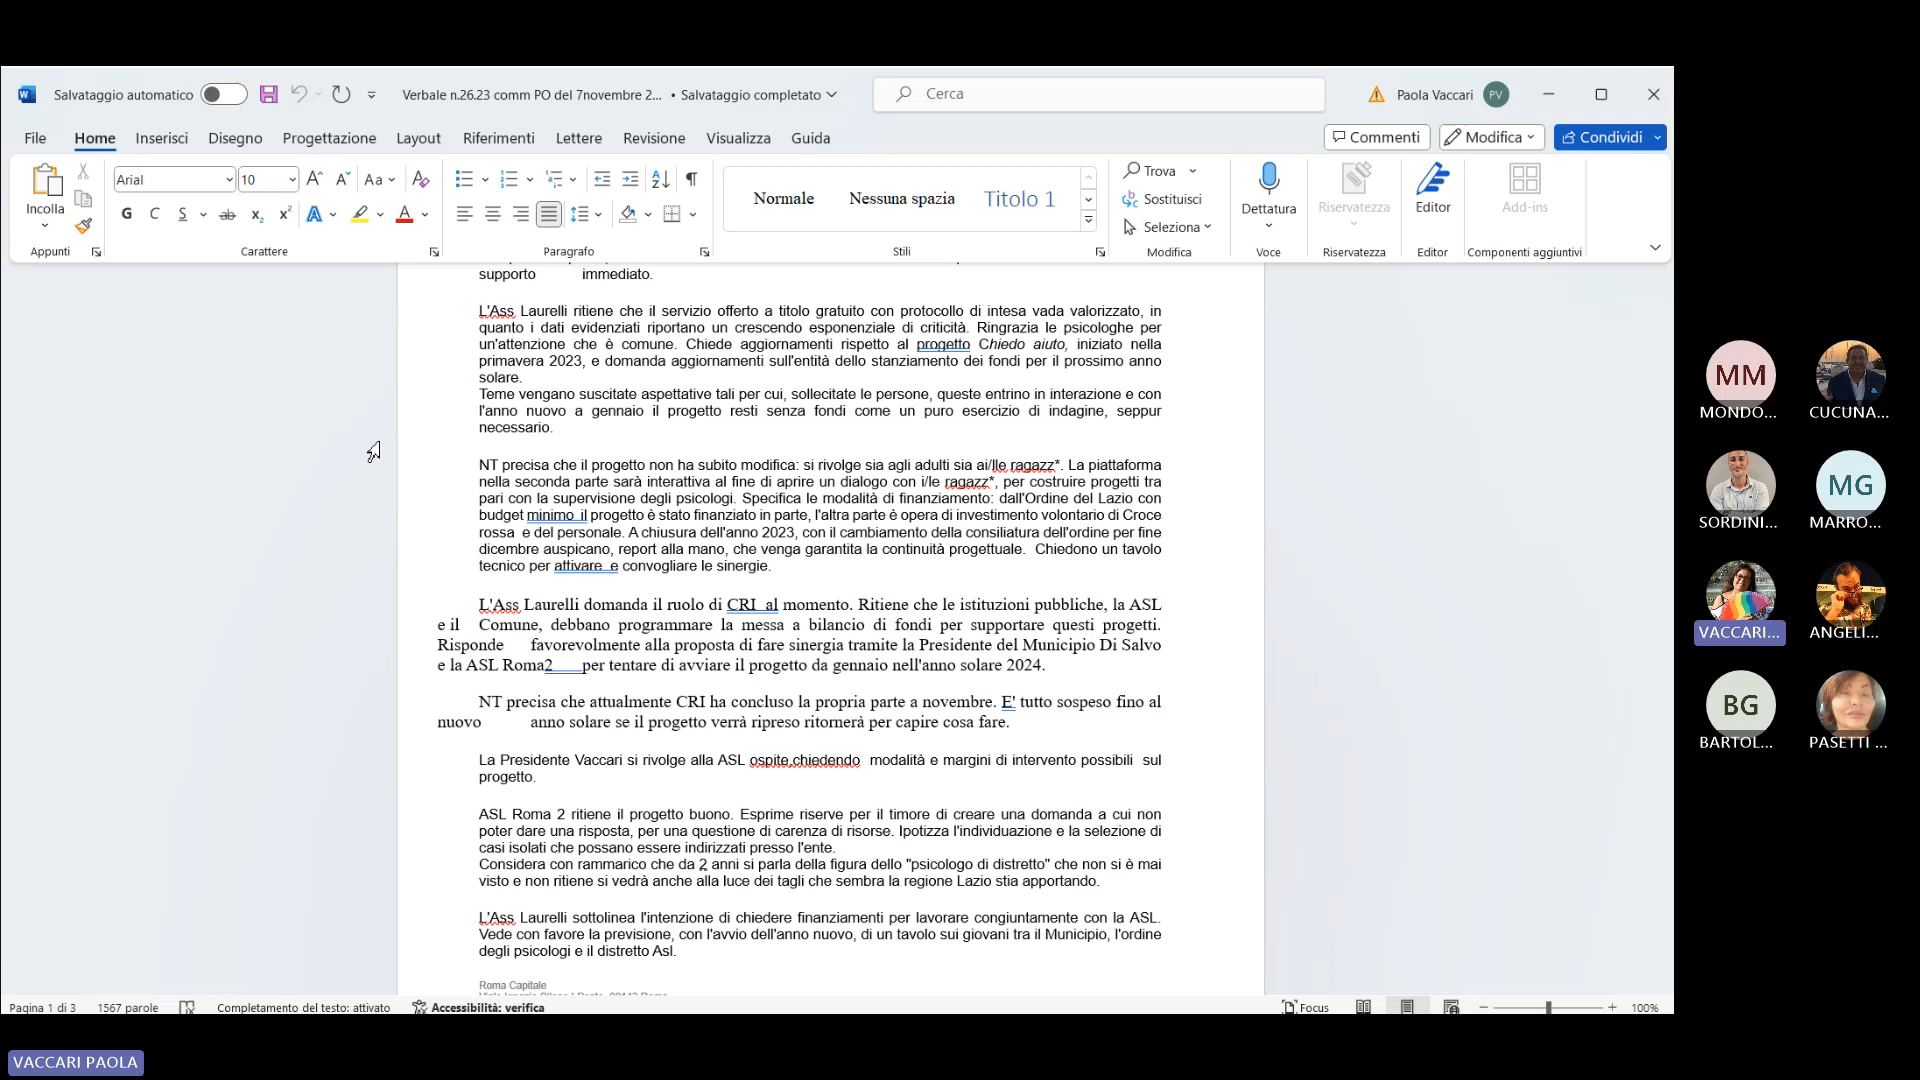 Salvataggio automatico
Verbale n.26.23 comm PO del 7novembre 2... • Salvataggio completato
Cerca
Paola Vaccari PV
File Home Inserisci Disegno Progettazione Layout Riferimenti Lettere Revisione Visualizza Guida
Commenti Modifica Condividi
Incolla
Appunti
Arial 10
Aa
G C S ab x₂ x² A A
Carattere
Paragrafo
Normale Nessuna spazia Titolo 1
Stili
Trova
Sostituisci
Seleziona
Modifica
Dettatura
Voce
Riservatezza
Riservatezza
Editor
Editor
Add-ins
Componenti aggiuntivi
supporto immediato.
L'Ass Laurelli ritiene che il servizio offerto a titolo gratuito con protocollo di intesa vada valorizzato, in
quanto i dati evidenziati riportano un crescendo esponenziale di criticità. Ringrazia le psicologhe per
un'attenzione che è comune. Chiede aggiornamenti rispetto al progetto Chiedo aiuto, iniziato nella
primavera 2023, e domanda aggiornamenti sull'entità dello stanziamento dei fondi per il prossimo anno
solare.
Teme vengano suscitate aspettative tali per cui, sollecitate le persone, queste entrino in interazione e con
l'anno nuovo a gennaio il progetto resti senza fondi come un puro esercizio di indagine, seppur
necessario.
NT precisa che il progetto non ha subito modifica: si rivolge sia agli adulti sia ai/lle ragazz*. La piattaforma
nella seconda parte sarà interattiva al fine di aprire un dialogo con i/le ragazz*, per costruire progetti tra
pari con la supervisione degli psicologi. Specifica le modalità di finanziamento: dall'Ordine del Lazio con
budget minimo il progetto è stato finanziato in parte, l'altra parte è opera di investimento volontario di Croce
rossa e del personale. A chiusura dell'anno 2023, con il cambiamento della consiliatura dell'ordine per fine
dicembre auspicano, report alla mano, che venga garantita la continuità progettuale. Chiedono un tavolo
tecnico per attivare e convogliare le sinergie.
L'Ass Laurelli domanda il ruolo di CRI al momento. Ritiene che le istituzioni pubbliche, la ASL
e il Comune, debbano programmare la messa a bilancio di fondi per supportare questi progetti.
Risponde favorevolmente alla proposta di fare sinergia tramite la Presidente del Municipio Di Salvo
e la ASL Roma2 per tentare di avviare il progetto da gennaio nell'anno solare 2024.
NT precisa che attualmente CRI ha concluso la propria parte a novembre. E' tutto sospeso fino al
nuovo anno solare se il progetto verrà ripreso ritornerà per capire cosa fare.
La Presidente Vaccari si rivolge alla ASL ospite,chiedendo modalità e margini di intervento possibili sul
progetto.
ASL Roma 2 ritiene il progetto buono. Esprime riserve per il timore di creare una domanda a cui non
poter dare una risposta, per una questione di carenza di risorse. Ipotizza l'individuazione e la selezione di
casi isolati che possano essere indirizzati presso l'ente.
Considera con rammarico che da 2 anni si parla della figura dello "psicologo di distretto" che non si è mai
visto e non ritiene si vedrà anche alla luce dei tagli che sembra la regione Lazio stia apportando.
L'Ass Laurelli sottolinea l'intenzione di chiedere finanziamenti per lavorare congiuntamente con la ASL.
Vede con favore la previsione, con l'avvio dell'anno nuovo, di un tavolo sui giovani tra il Municipio, l'ordine
degli psicologi e il distretto Asl.
Roma Capitale
Pagina 1 di 3 1567 parole Completamento del testo: attivato Accessibilità: verifica
Focus 100%
MM MONDO...
CUCUNA...
SORDINI...
MG MARRO...
VACCARI...
ANGELI...
BG BARTOL...
PASETTI ...
VACCARI PAOLA